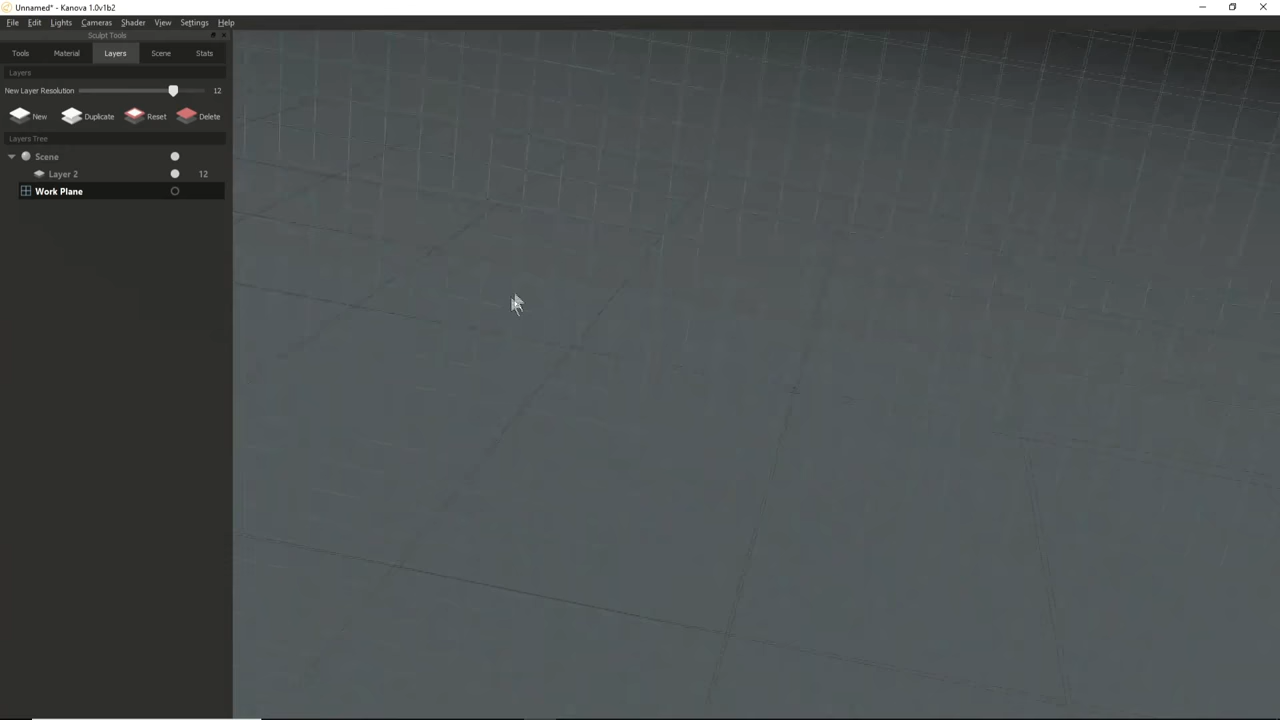 Unnamed* - Kanova 1.0v1b2
File Edit Lights Cameras Shader View Settings Help
Sculpt Tools
Tools Material Layers Scene Stats
Layers
New Layer Resolution 12
New Duplicate Reset Delete
Layers Tree
Scene
Layer 2 12
Work Plane